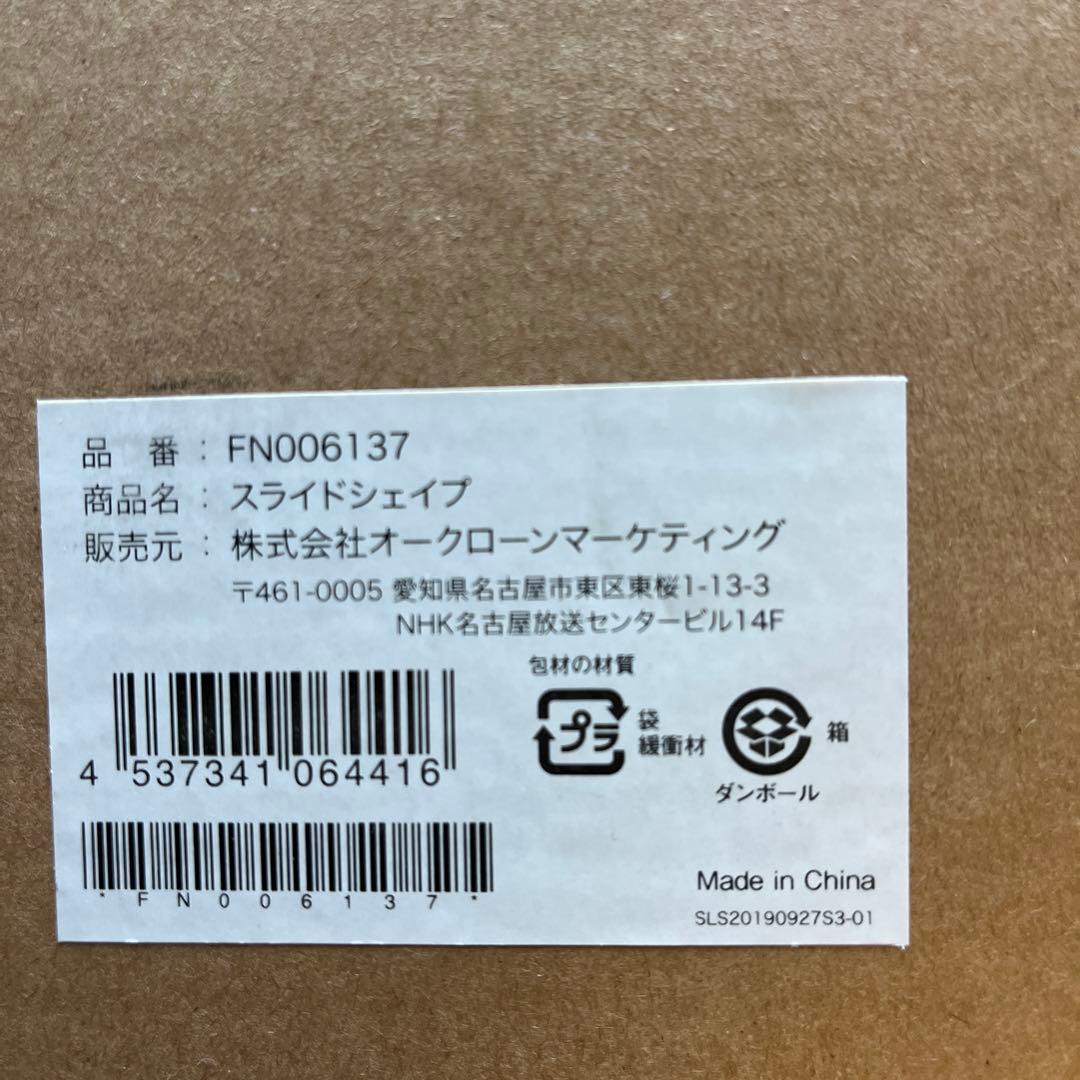 品　番 : FN006137
商品名 : スライドシェイプ
販売元 : 株式会社オークローンマーケティング
〒461-0005 愛知県名古屋市東区東桜1-13-3
NHK名古屋放送センタービル14F
包材の材質
プラ
袋
緩衝材
箱
ダンボール
4 537341 064416
*FN006137*
Made in China
SLS20190927S3-01